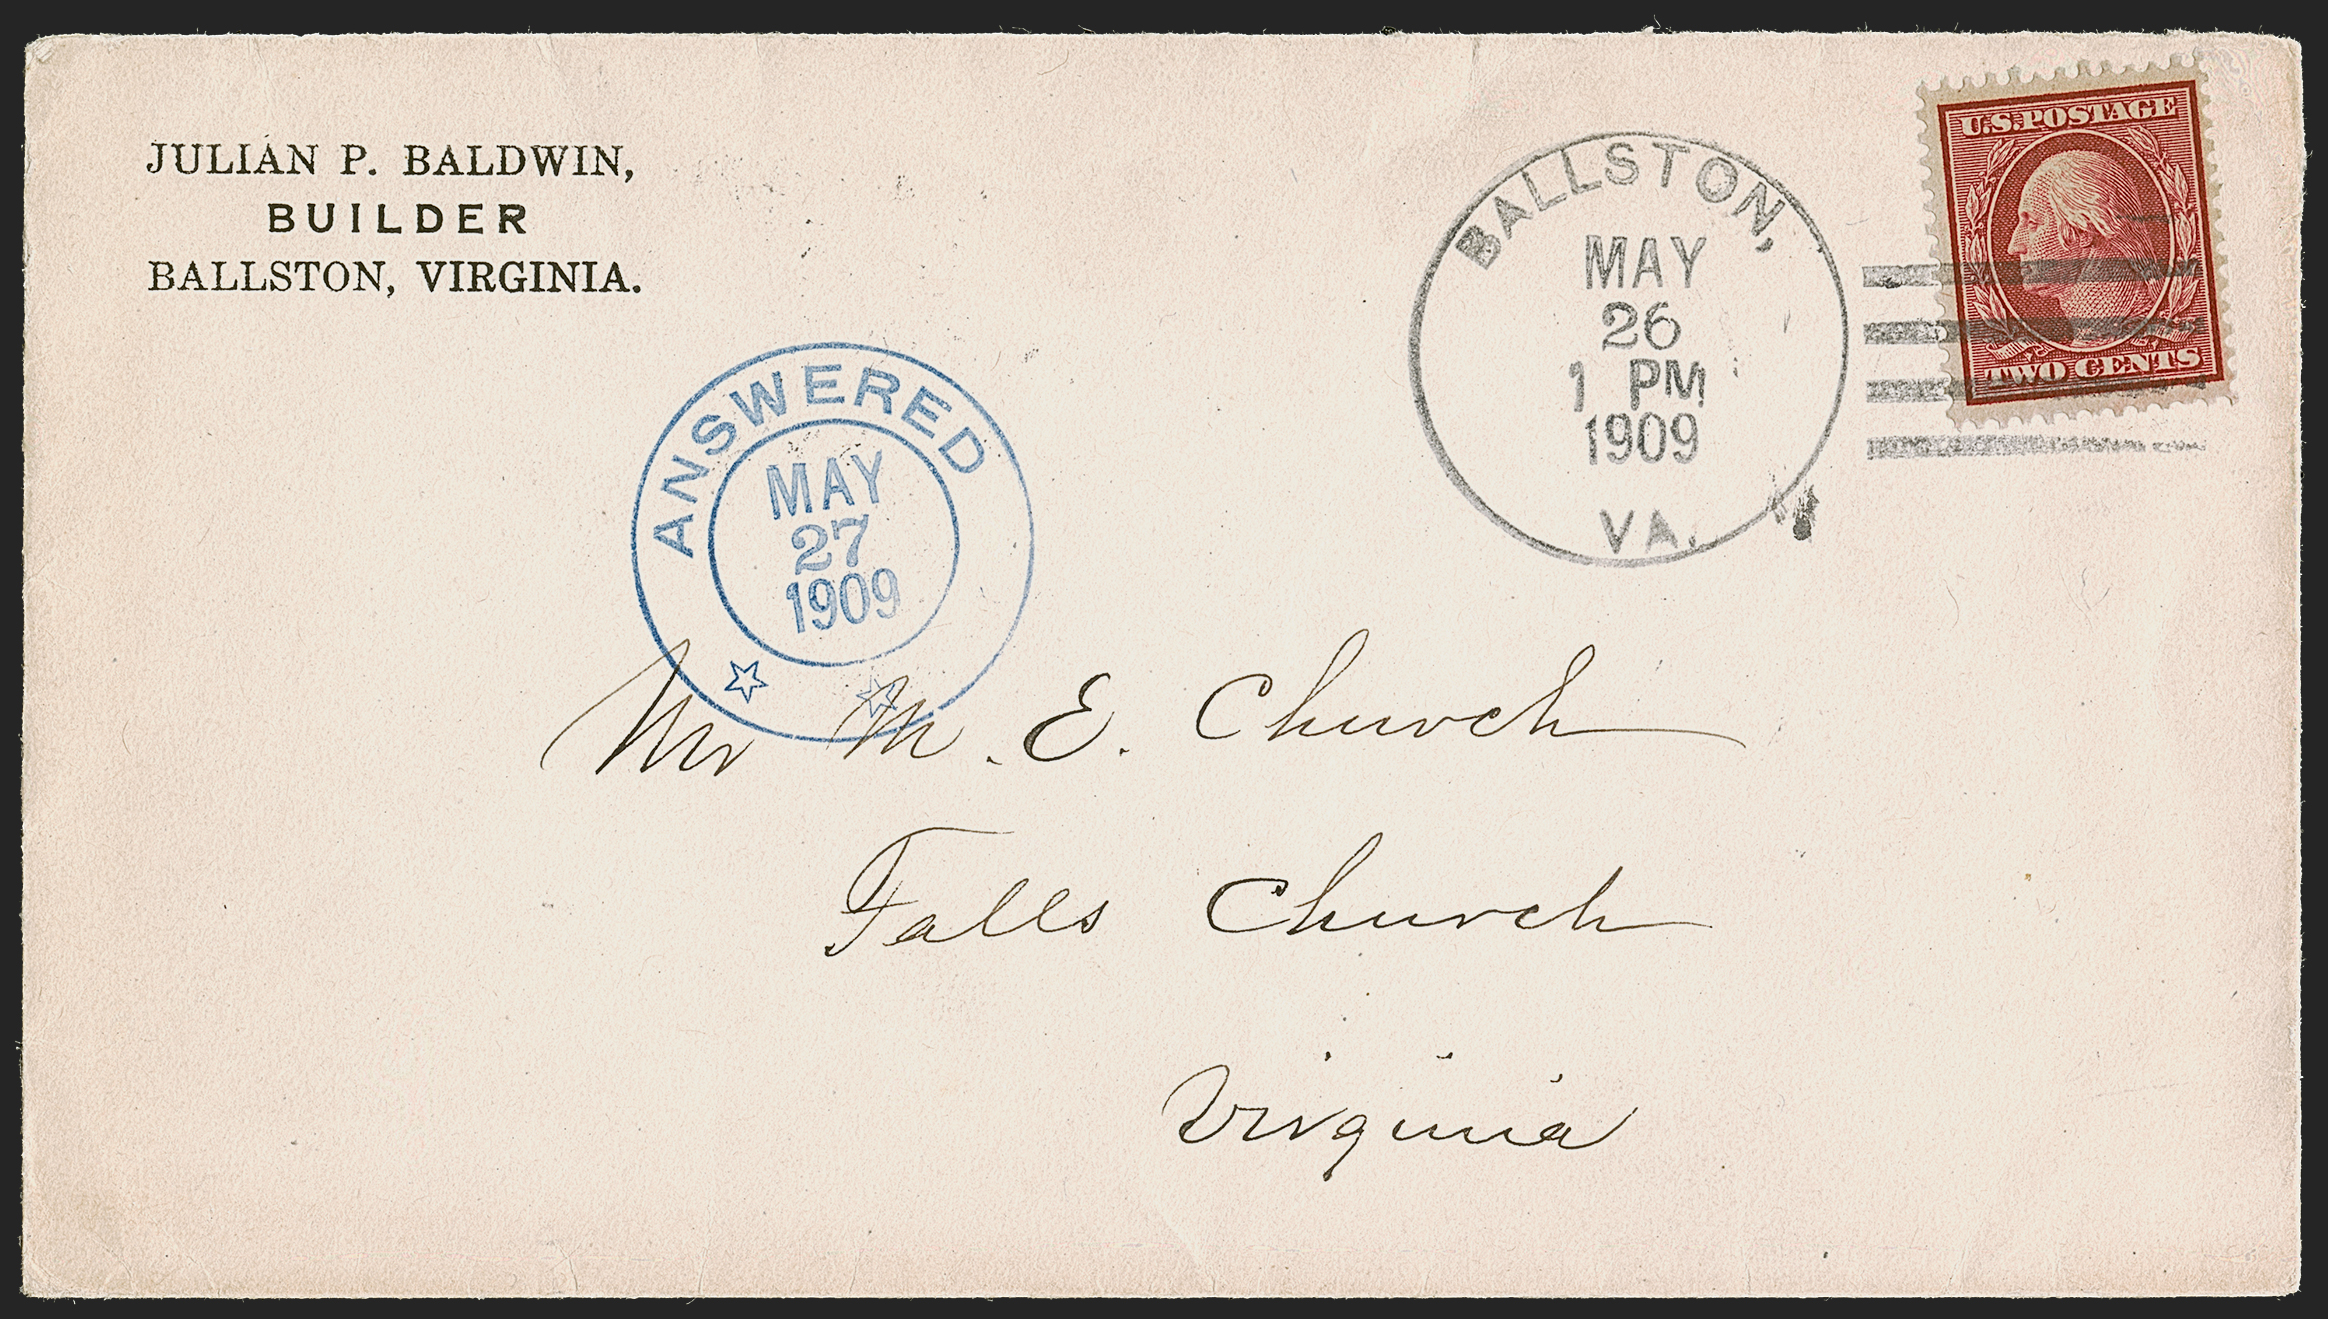 JULIAN P. BALDWIN,
BUILDER
BALLSTON, VIRGINIA.
BALLSTON,
MAY
26
1 PM
1909
VA.
U.S. POSTAGE
TWO CENTS
ANSWERED
MAY
27
1909
Mr M. E. Church
Falls Church
Virginia